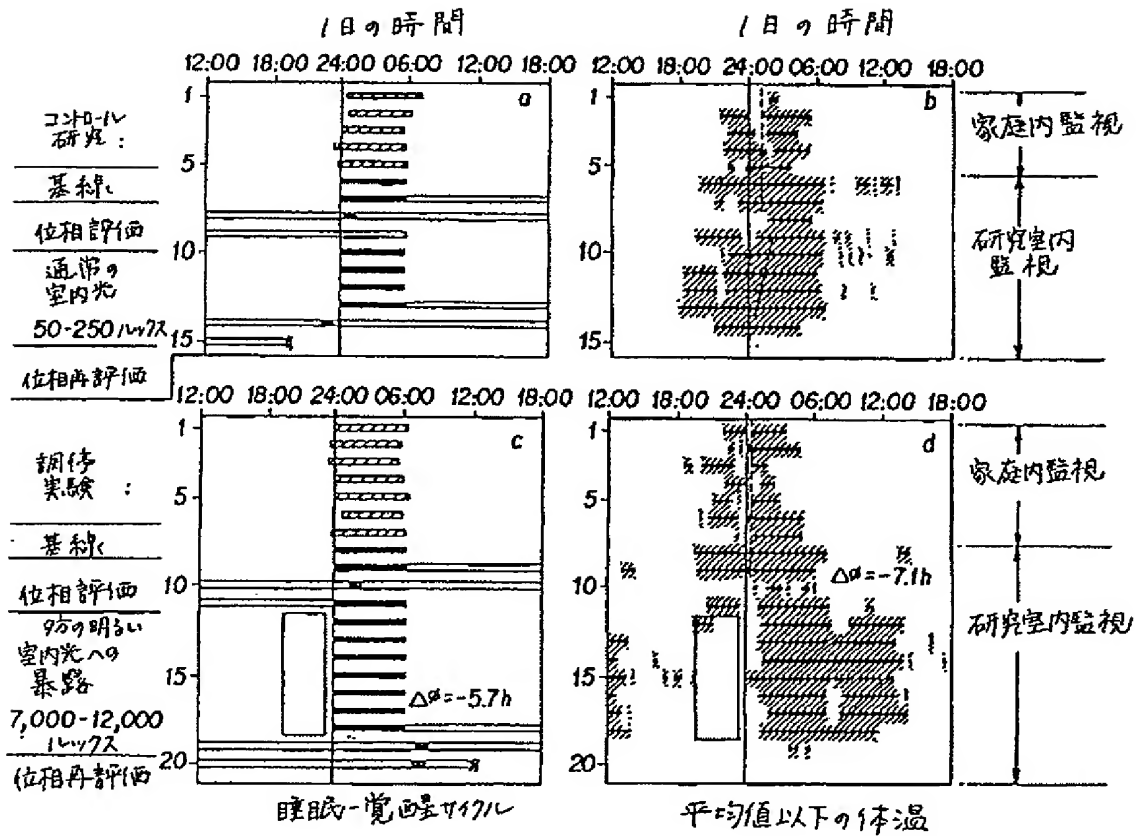 1日の時間
1日の時間
12:00 18:00 24:00 06:00 12:00 18:00
12:00 18:00 24:00 06:00 12:00 18:00
コントロール
研究:
基線
位相評価
通常の
室内光
50-250ルックス
位相再評価
1
5
10
15
a
1
5
10
15
b
家庭内監視
研究室内
監視
12:00 18:00 24:00 06:00 12:00 18:00
12:00 18:00 24:00 06:00 12:00 18:00
調停
実験:
基線
位相評価
夕方の明るい
室内光への
暴露
7,000-12,000
ルックス
位相再評価
1
5
10
15
20
c
Δø=-5.7h
1
5
10
15
20
d
Δø=-7.1h
家庭内監視
研究室内監視
睡眠-覚醒サイクル
平均値以下の体温